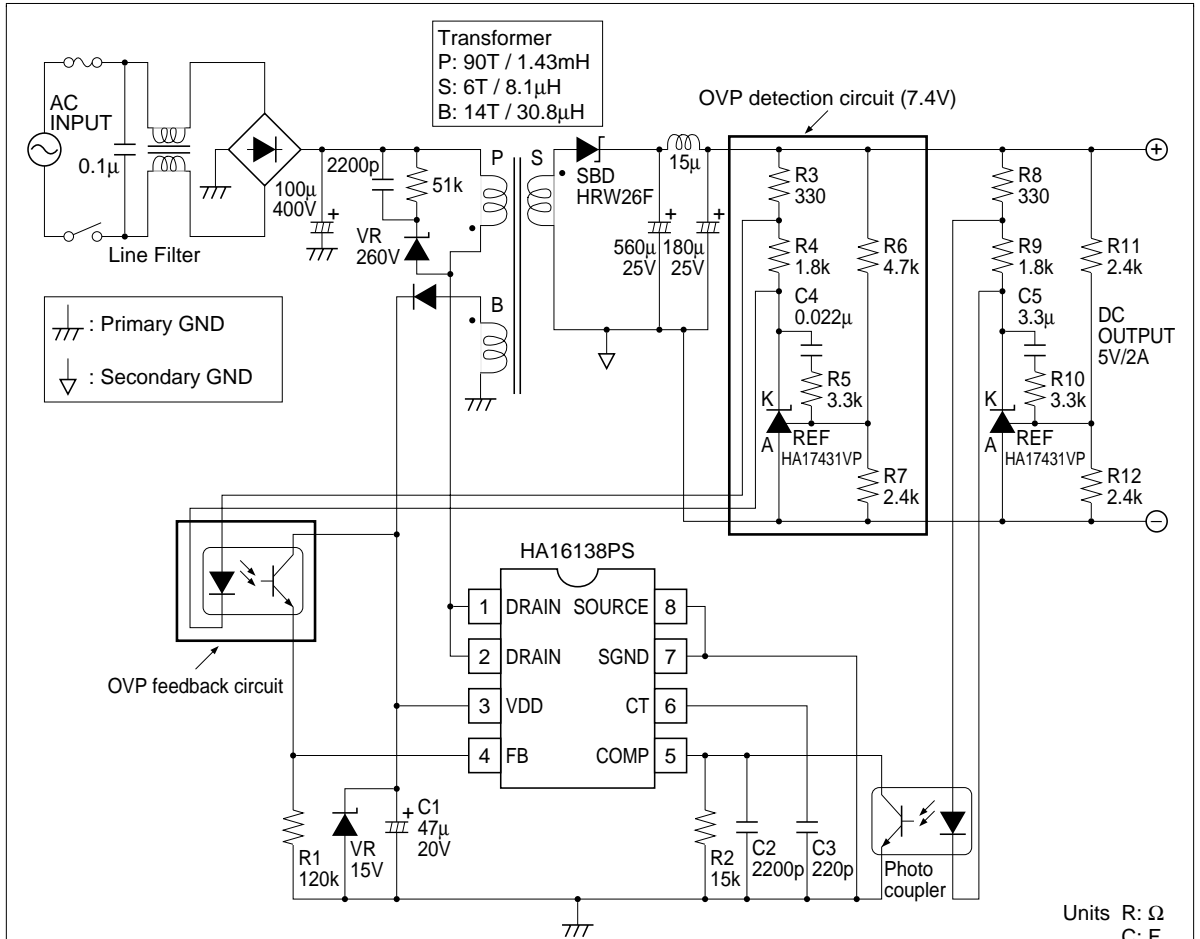 Transformer
P: 90T / 1.43mH
S: 6T / 8.1μH
B: 14T / 30.8μH
OVP detection circuit (7.4V)
AC
INPUT
0.1μ
Line Filter
100μ
400V
+
2200p
51k
VR
260V
P
S
B
SBD
HRW26F
15μ
560μ
25V
+
180μ
25V
+
R3
330
R4
1.8k
R6
4.7k
C4
0.022μ
R5
3.3k
K
A
REF
HA17431VP
R7
2.4k
R8
330
R9
1.8k
R11
2.4k
C5
3.3μ
R10
3.3k
K
A
REF
HA17431VP
R12
2.4k
DC
OUTPUT
5V/2A
+
−
: Primary GND
: Secondary GND
OVP feedback circuit
HA16138PS
1 DRAIN SOURCE 8
2 DRAIN SGND 7
3 VDD CT 6
4 FB COMP 5
R1
120k
VR
15V
+
C1
47μ
20V
R2
15k
C2
2200p
C3
220p
Photo
coupler
Units R: Ω
C: F